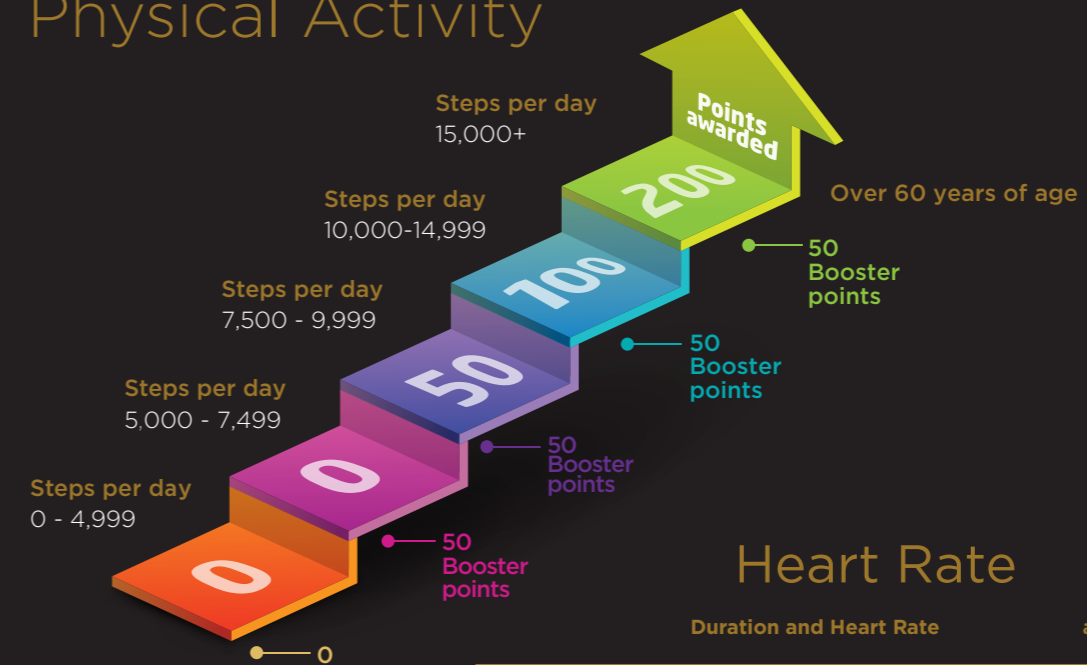 Physical Activity
Steps per day
15,000+
Points
awarded
200
Over 60 years of age
50
Booster
points
Steps per day
10,000-14,999
100
50
Booster
points
Steps per day
7,500 - 9,999
50
50
Booster
points
Steps per day
5,000 - 7,499
0
50
Booster
points
Steps per day
0 - 4,999
0
0
Heart Rate
Duration and Heart Rate